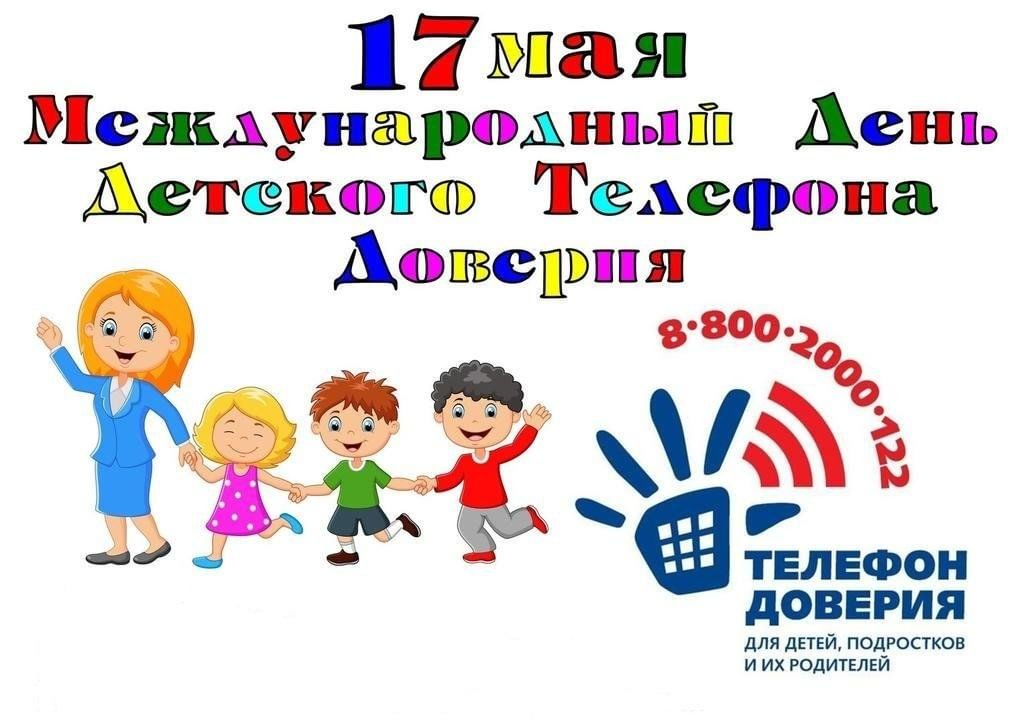 17 мая
Международный День
Детского Телефона
Доверия
8·800·2000·122
ТЕЛЕФОН
ДОВЕРИЯ
ДЛЯ ДЕТЕЙ, ПОДРОСТКОВ
И ИХ РОДИТЕЛЕЙ